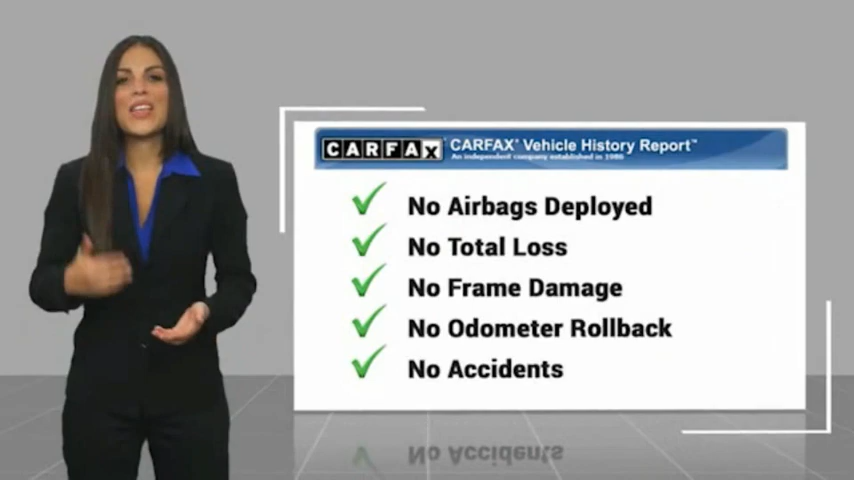 CARFAX CARFAX® Vehicle History Report™
An independent company established in 1986
No Airbags Deployed
No Total Loss
No Frame Damage
No Odometer Rollback
No Accidents
No Accidents